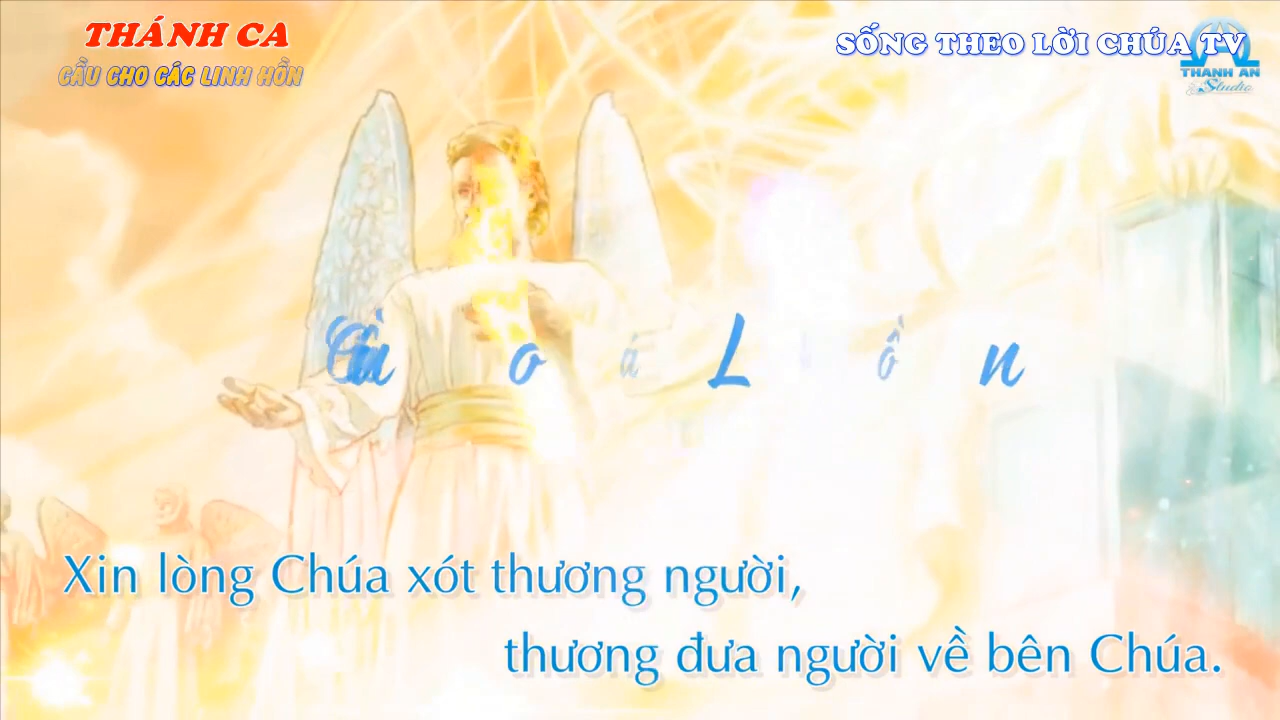 THÁNH CA
CẦU CHO CÁC LINH HỒN
SỐNG THEO LỜI CHÚA TV
THANH AN
Studio
Xin lòng Chúa xót thương người,
thương đưa người về bên Chúa.